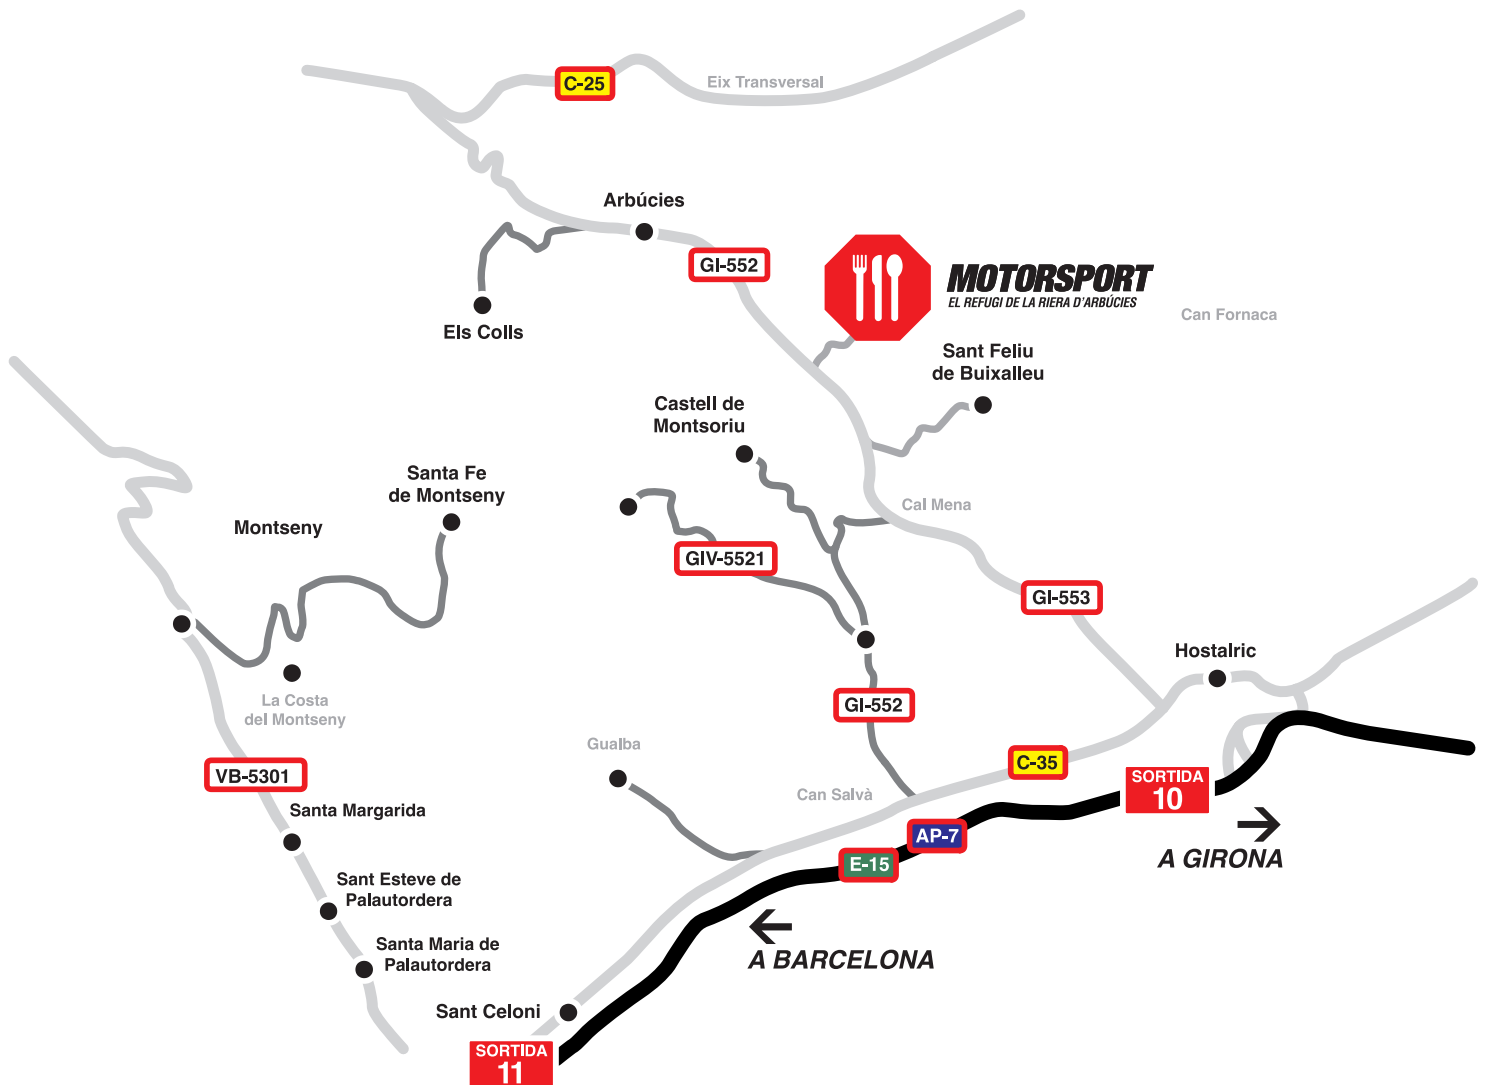 C-25
Eix Transversal
Arbúcies
GI-552
MOTORSPORT
EL REFUGI DE LA RIERA D'ARBÚCIES
Can Fornaca
Els Colls
Sant Feliu
de Buixalleu
Castell de
Montsoriu
Santa Fe
de Montseny
Montseny
Cal Mena
GIV-5521
GI-553
Hostalric
La Costa
del Montseny
GI-552
Gualba
VB-5301
C-35
SORTIDA
10
Can Salvà
Santa Margarida
AP-7
E-15
A GIRONA
Sant Esteve de
Palautordera
A BARCELONA
Santa Maria de
Palautordera
Sant Celoni
SORTIDA
11